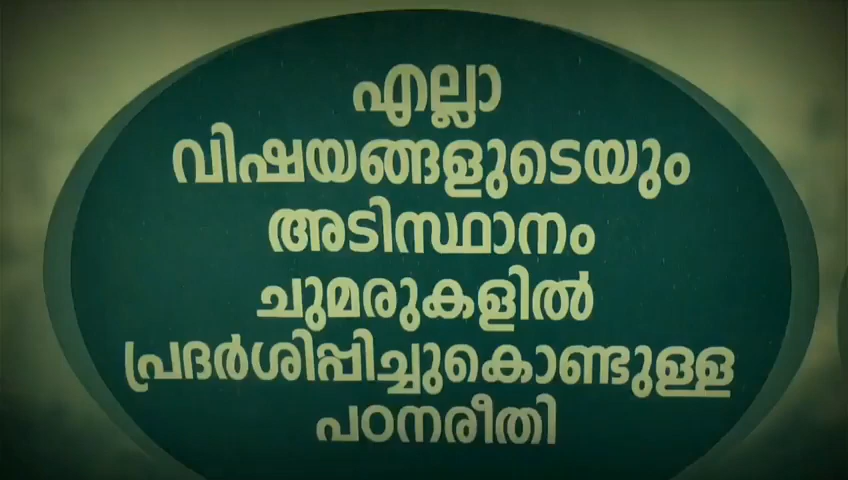 എല്ലാ
വിഷയങ്ങളുടെയും
അടിസ്ഥാനം
ചുമരുകളിൽ
പ്രദർശിപ്പിച്ചുകൊണ്ടുള്ള
പഠനരീതി